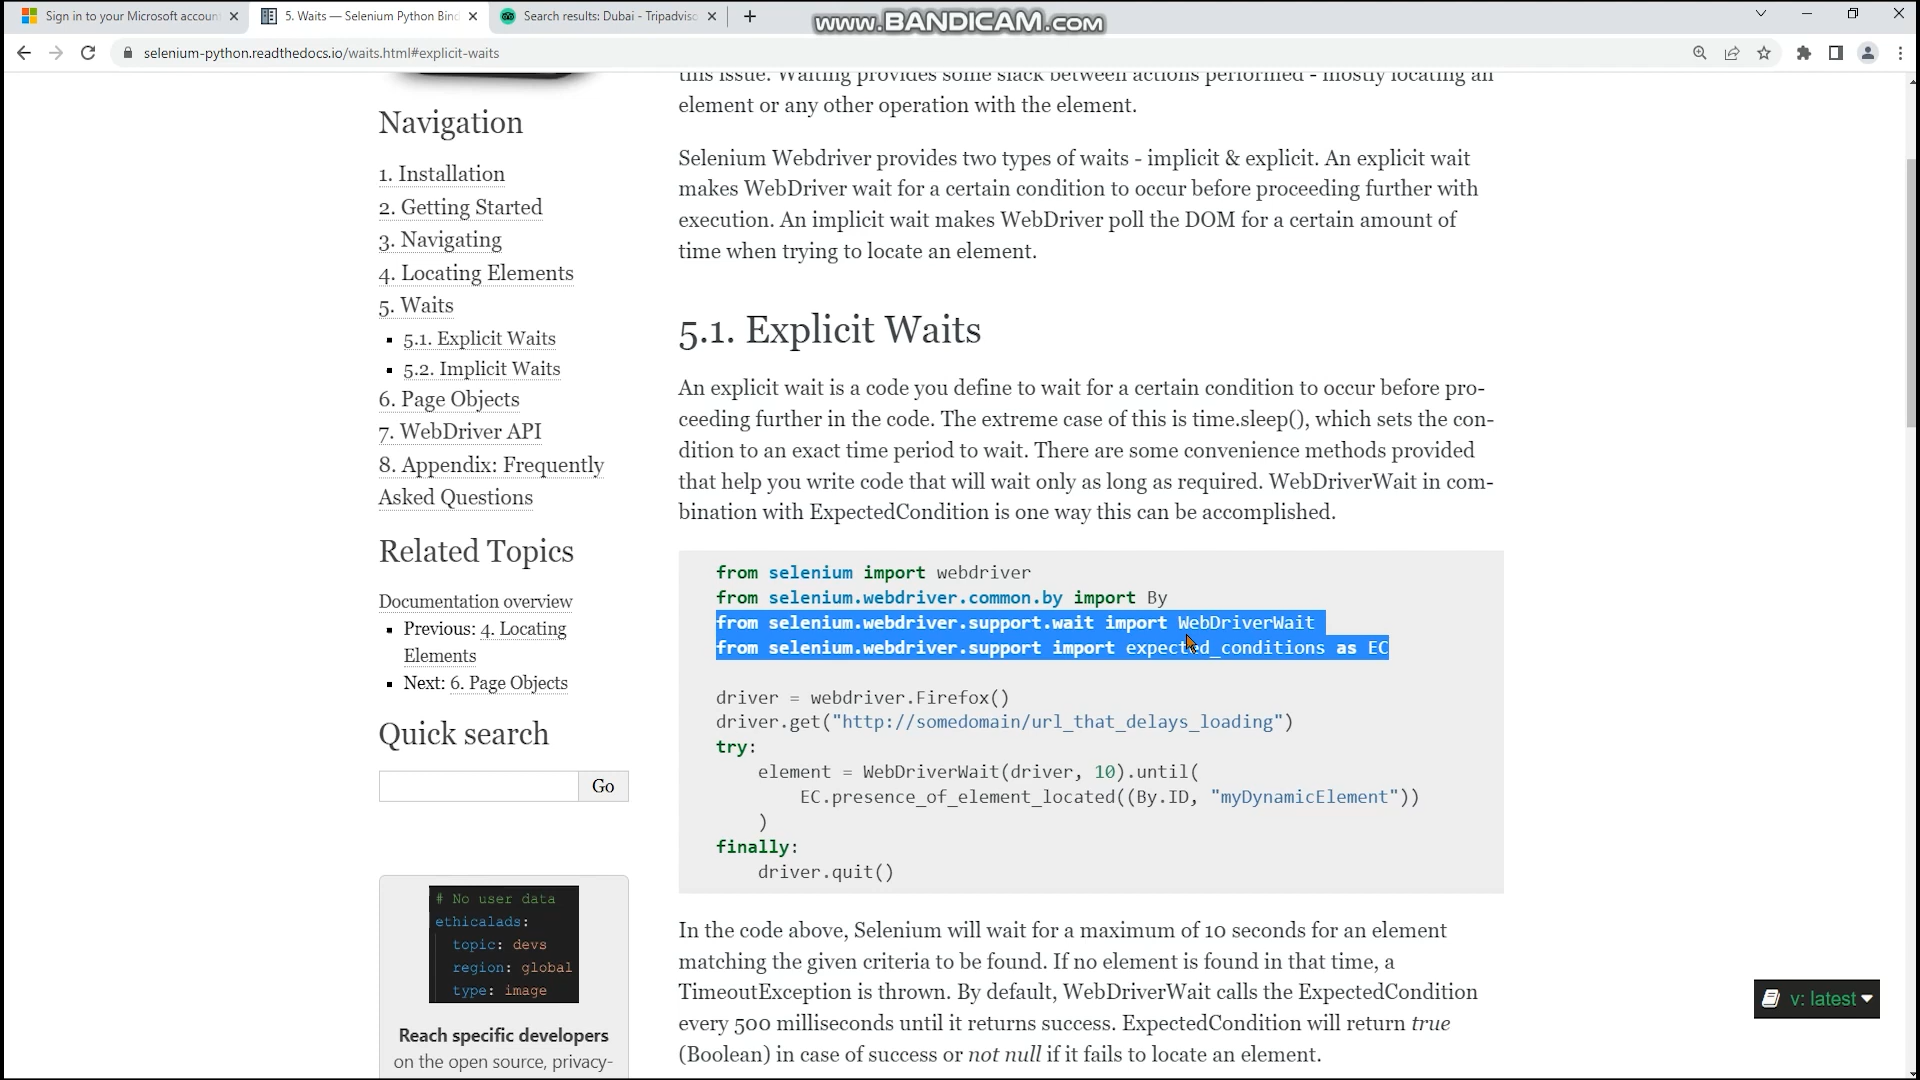 Sign in to your Microsoft accoun
5. Waits — Selenium Python Bind
Search results: Dubai - Tripadvisc
www.BANDICAM.com
selenium-python.readthedocs.io/waits.html#explicit-waits
Navigation
1. Installation
2. Getting Started
3. Navigating
4. Locating Elements
5. Waits
5.1. Explicit Waits
5.2. Implicit Waits
6. Page Objects
7. WebDriver API
8. Appendix: Frequently
Asked Questions
Related Topics
Documentation overview
Previous: 4. Locating
Elements
Next: 6. Page Objects
Quick search
Go
# No user data
ethicalads:
topic: devs
region: global
type: image
Reach specific developers
on the open source, privacy-
this issue. Waiting provides some slack between actions performed - mostly locating an
element or any other operation with the element.
Selenium Webdriver provides two types of waits - implicit & explicit. An explicit wait
makes WebDriver wait for a certain condition to occur before proceeding further with
execution. An implicit wait makes WebDriver poll the DOM for a certain amount of
time when trying to locate an element.
5.1. Explicit Waits
An explicit wait is a code you define to wait for a certain condition to occur before pro-
ceeding further in the code. The extreme case of this is time.sleep(), which sets the con-
dition to an exact time period to wait. There are some convenience methods provided
that help you write code that will wait only as long as required. WebDriverWait in com-
bination with ExpectedCondition is one way this can be accomplished.
from selenium import webdriver
from selenium.webdriver.common.by import By
from selenium.webdriver.support.wait import WebDriverWait
from selenium.webdriver.support import expected_conditions as EC
driver = webdriver.Firefox()
driver.get("http://somedomain/url_that_delays_loading")
try:
element = WebDriverWait(driver, 10).until(
EC.presence_of_element_located((By.ID, "myDynamicElement"))
)
finally:
driver.quit()
In the code above, Selenium will wait for a maximum of 10 seconds for an element
matching the given criteria to be found. If no element is found in that time, a
TimeoutException is thrown. By default, WebDriverWait calls the ExpectedCondition
every 500 milliseconds until it returns success. ExpectedCondition will return true
(Boolean) in case of success or not null if it fails to locate an element.
v: latest